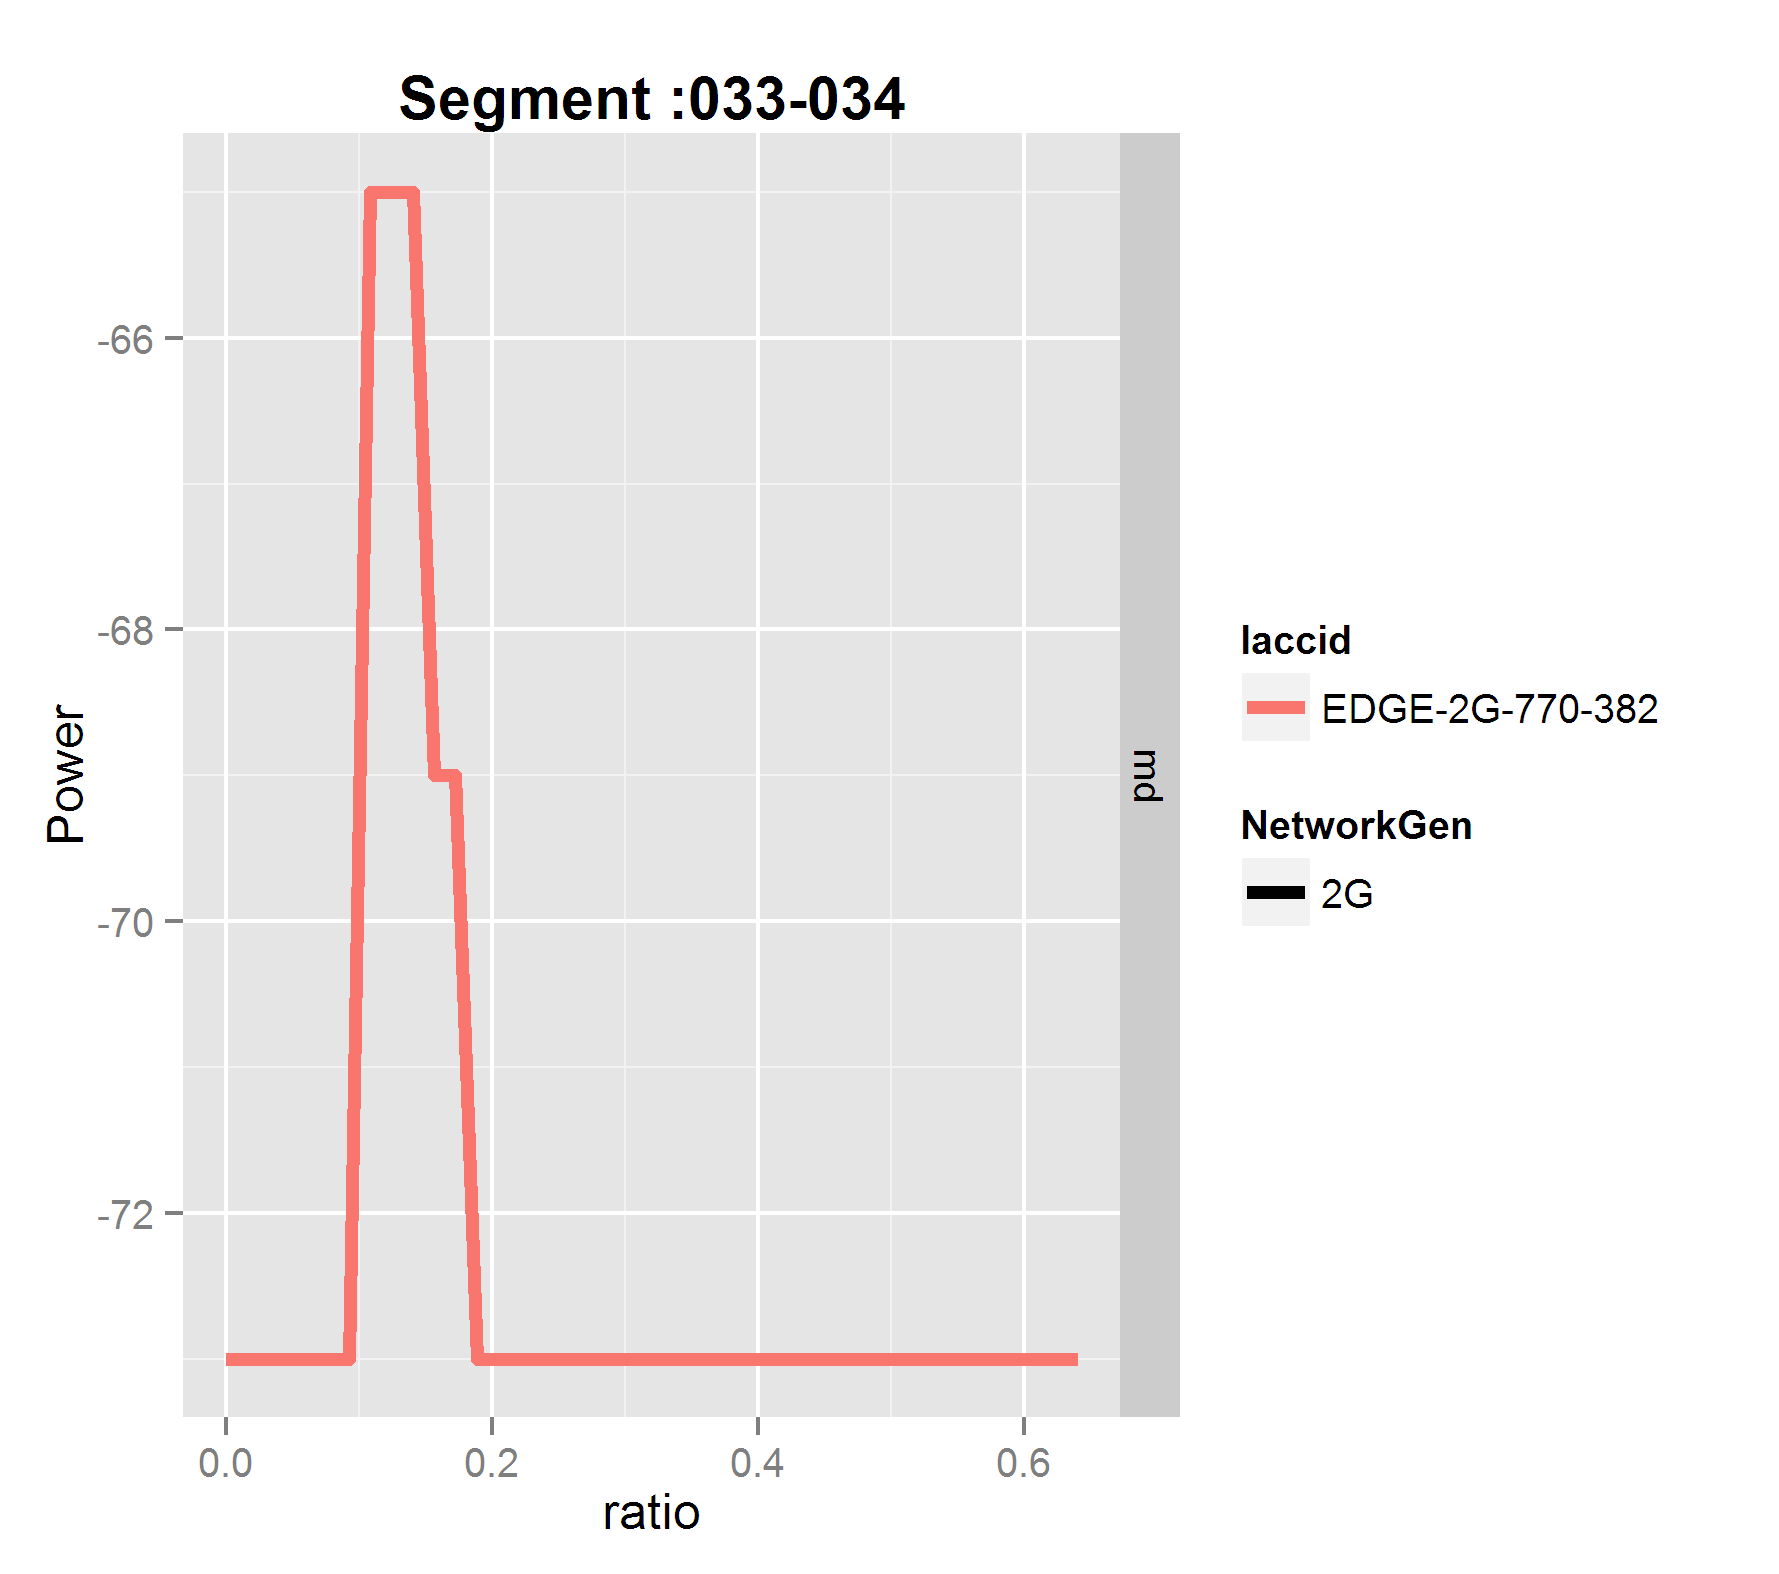 Segment :033-034
Power
-66
-68
-70
-72
0.0 0.2 0.4 0.6
ratio
md
laccid
EDGE-2G-770-382
NetworkGen
2G